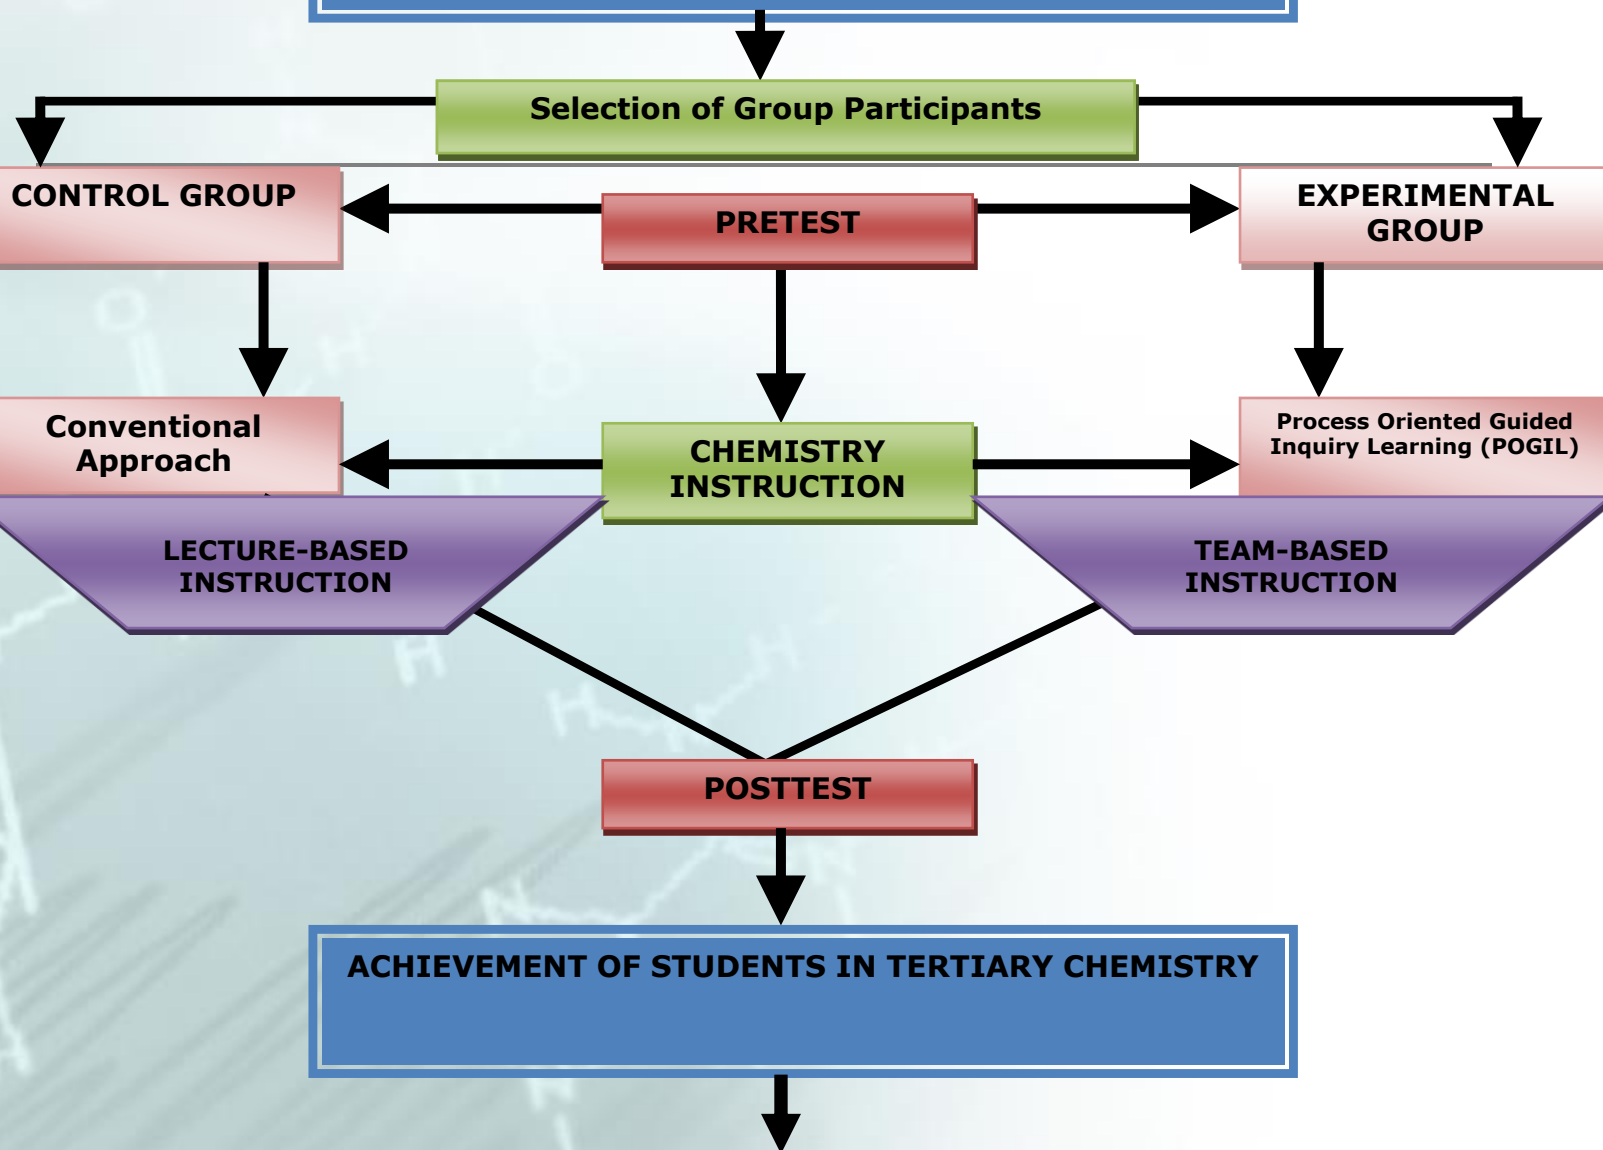 Selection of Group Participants
CONTROL GROUP
PRETEST
EXPERIMENTAL
GROUP
Conventional
Approach
CHEMISTRY
INSTRUCTION
Process Oriented Guided
Inquiry Learning (POGIL)
LECTURE-BASED
INSTRUCTION
TEAM-BASED
INSTRUCTION
POSTTEST
ACHIEVEMENT OF STUDENTS IN TERTIARY CHEMISTRY